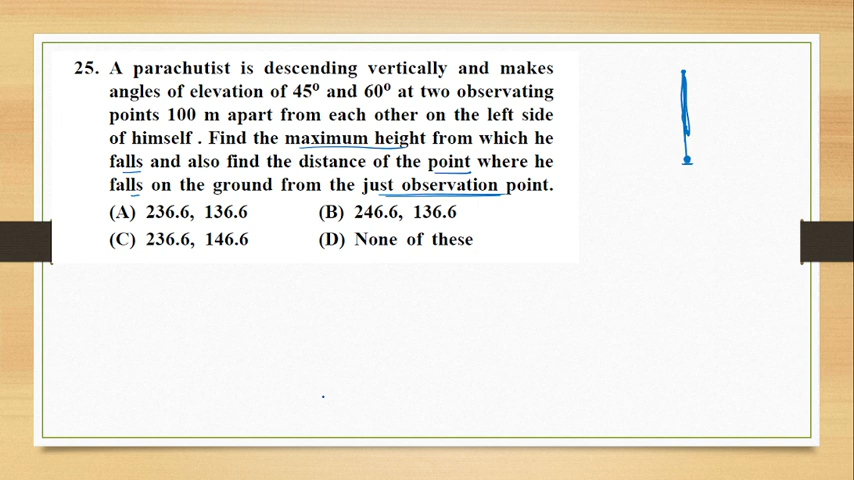 25. A parachutist is descending vertically and makes
angles of elevation of 45⁰ and 60⁰ at two observating
points 100 m apart from each other on the left side
of himself . Find the maximum height from which he
falls and also find the distance of the point where he
falls on the ground from the just observation point.
(A) 236.6, 136.6 (B) 246.6, 136.6
(C) 236.6, 146.6 (D) None of these